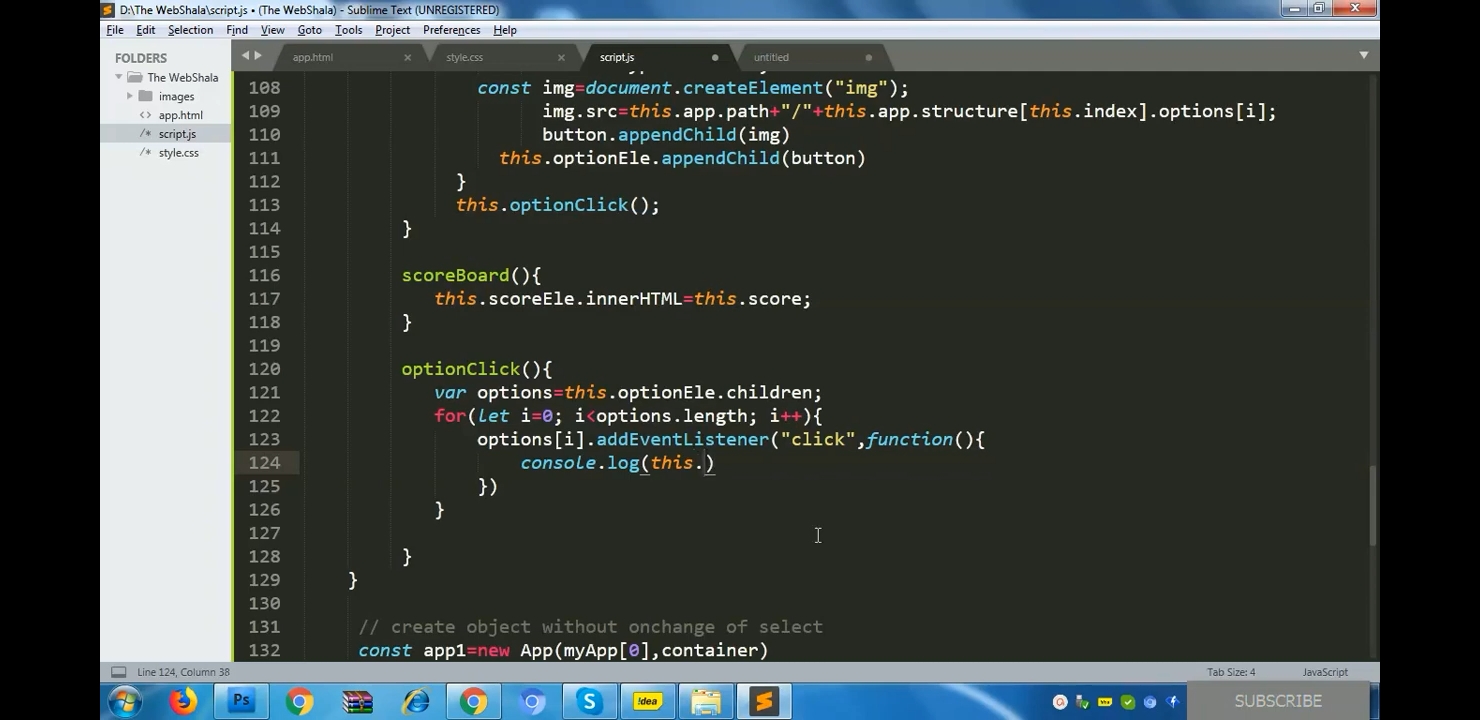 D:\The WebShala\script.js • (The WebShala) - Sublime Text (UNREGISTERED)
File Edit Selection Find View Goto Tools Project Preferences Help
FOLDERS
The WebShala
images
app.html
script.js
style.css
app.html style.css script.js untitled
108 const img=document.createElement("img");
109 img.src=this.app.path+"/"+this.app.structure[this.index].options[i];
110 button.appendChild(img)
111 this.optionEle.appendChild(button)
112 }
113 this.optionClick();
114 }
115
116 scoreBoard(){
117 this.scoreEle.innerHTML=this.score;
118 }
119
120 optionClick(){
121 var options=this.optionEle.children;
122 for(let i=0; i<options.length; i++){
123 options[i].addEventListener("click",function(){
124 console.log(this.)
125 })
126 }
127
128 }
129 }
130
131 // create object without onchange of select
132 const app1=new App(myApp[0],container)
Line 124, Column 38 Tab Size: 4 JavaScript
Ps !dea SUBSCRIBE